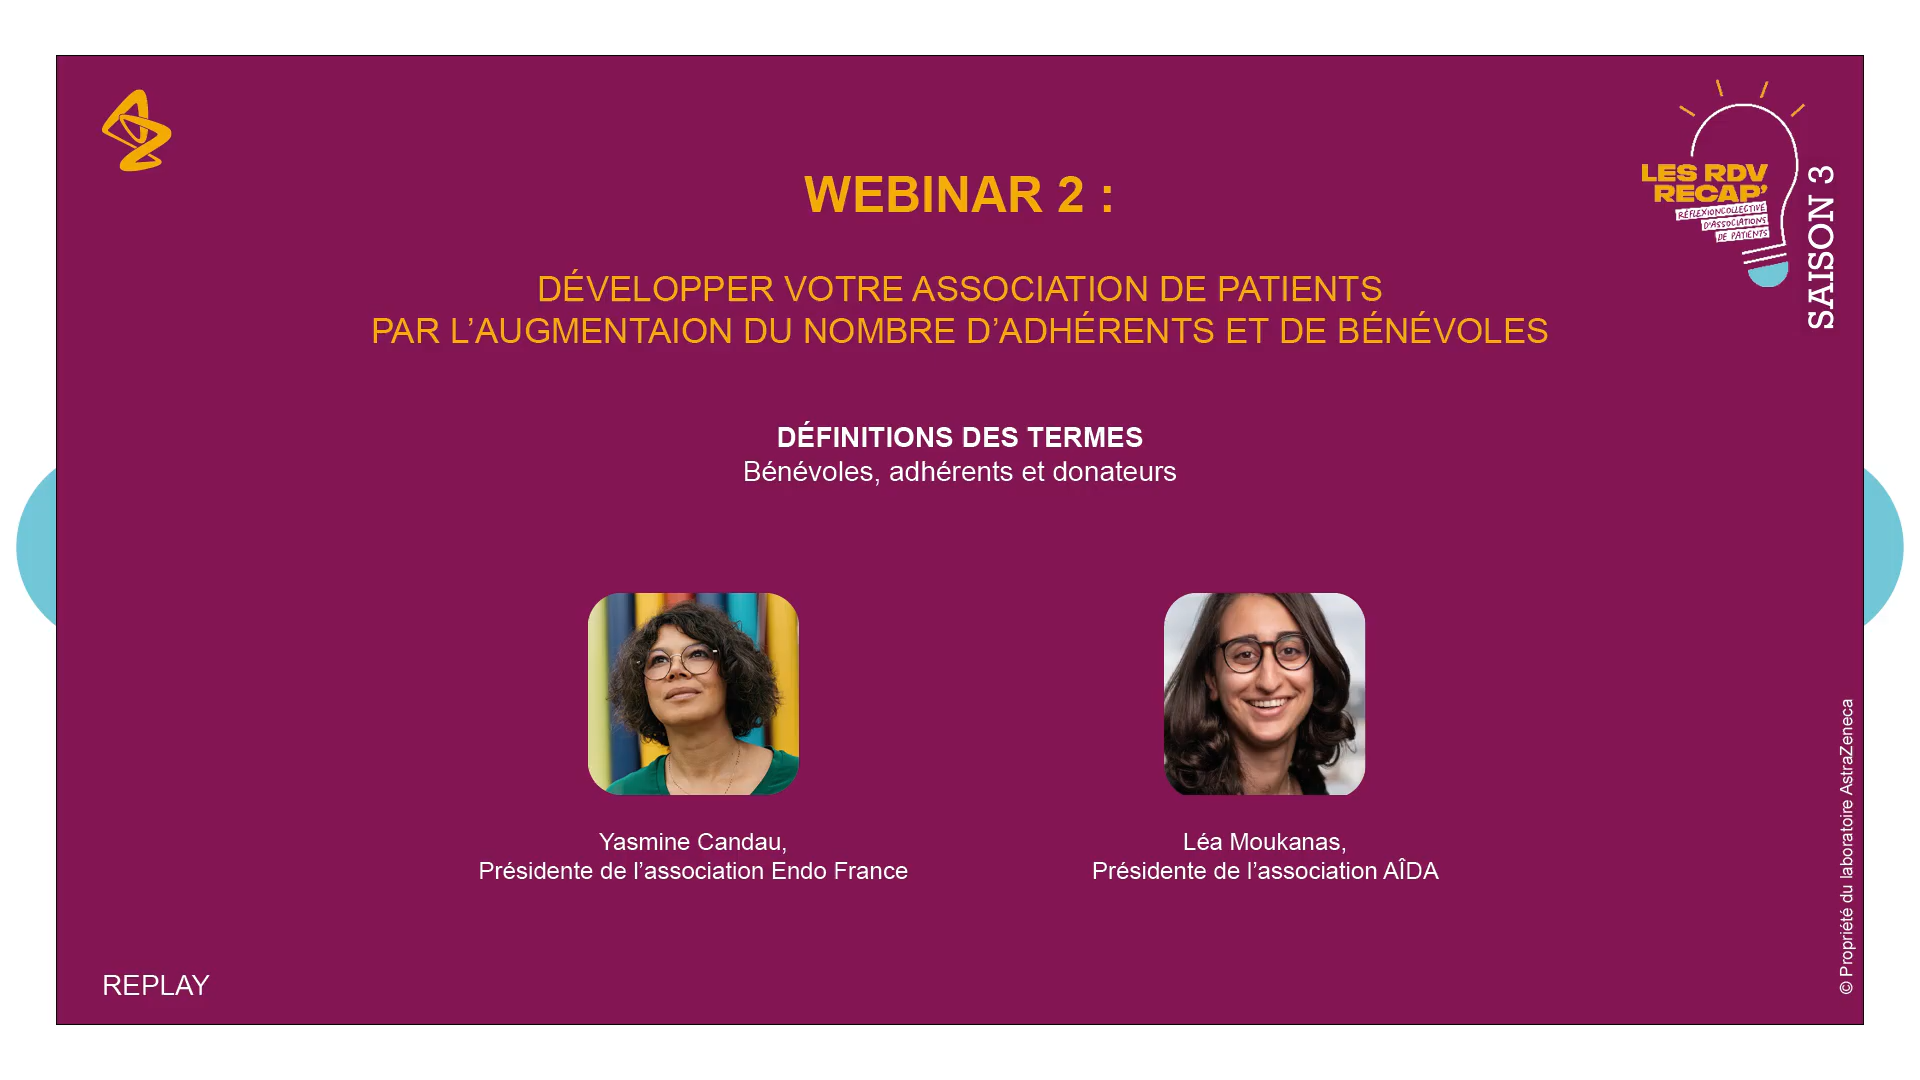 WEBINAR 2 :
LES RDV
RECAP'
RÉFLEXION COLLECTIVE
D'ASSOCIATIONS
DE PATIENTS
SAISON 3
DÉVELOPPER VOTRE ASSOCIATION DE PATIENTS
PAR L’AUGMENTAION DU NOMBRE D’ADHÉRENTS ET DE BÉNÉVOLES
DÉFINITIONS DES TERMES
Bénévoles, adhérents et donateurs
Yasmine Candau,
Présidente de l’association Endo France
Léa Moukanas,
Présidente de l’association AÎDA
REPLAY
© Propriété du laboratoire AstraZeneca